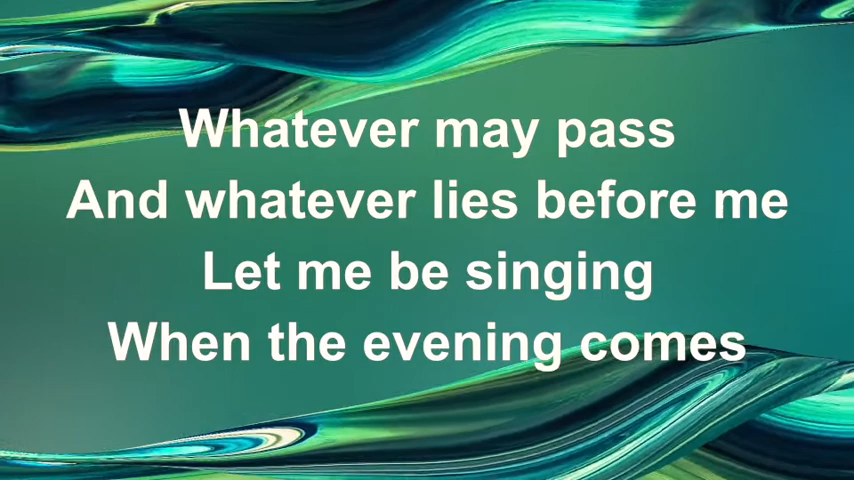 Whatever may pass
And whatever lies before me
Let me be singing
When the evening comes